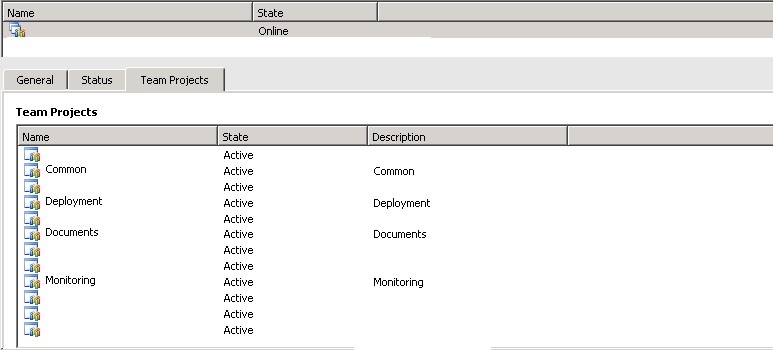 Name State
Online
General Status Team Projects
Team Projects
Name State Description
Active
Common Active Common
Active
Deployment Active Deployment
Active
Documents Active Documents
Active
Active
Monitoring Active Monitoring
Active
Active
Active